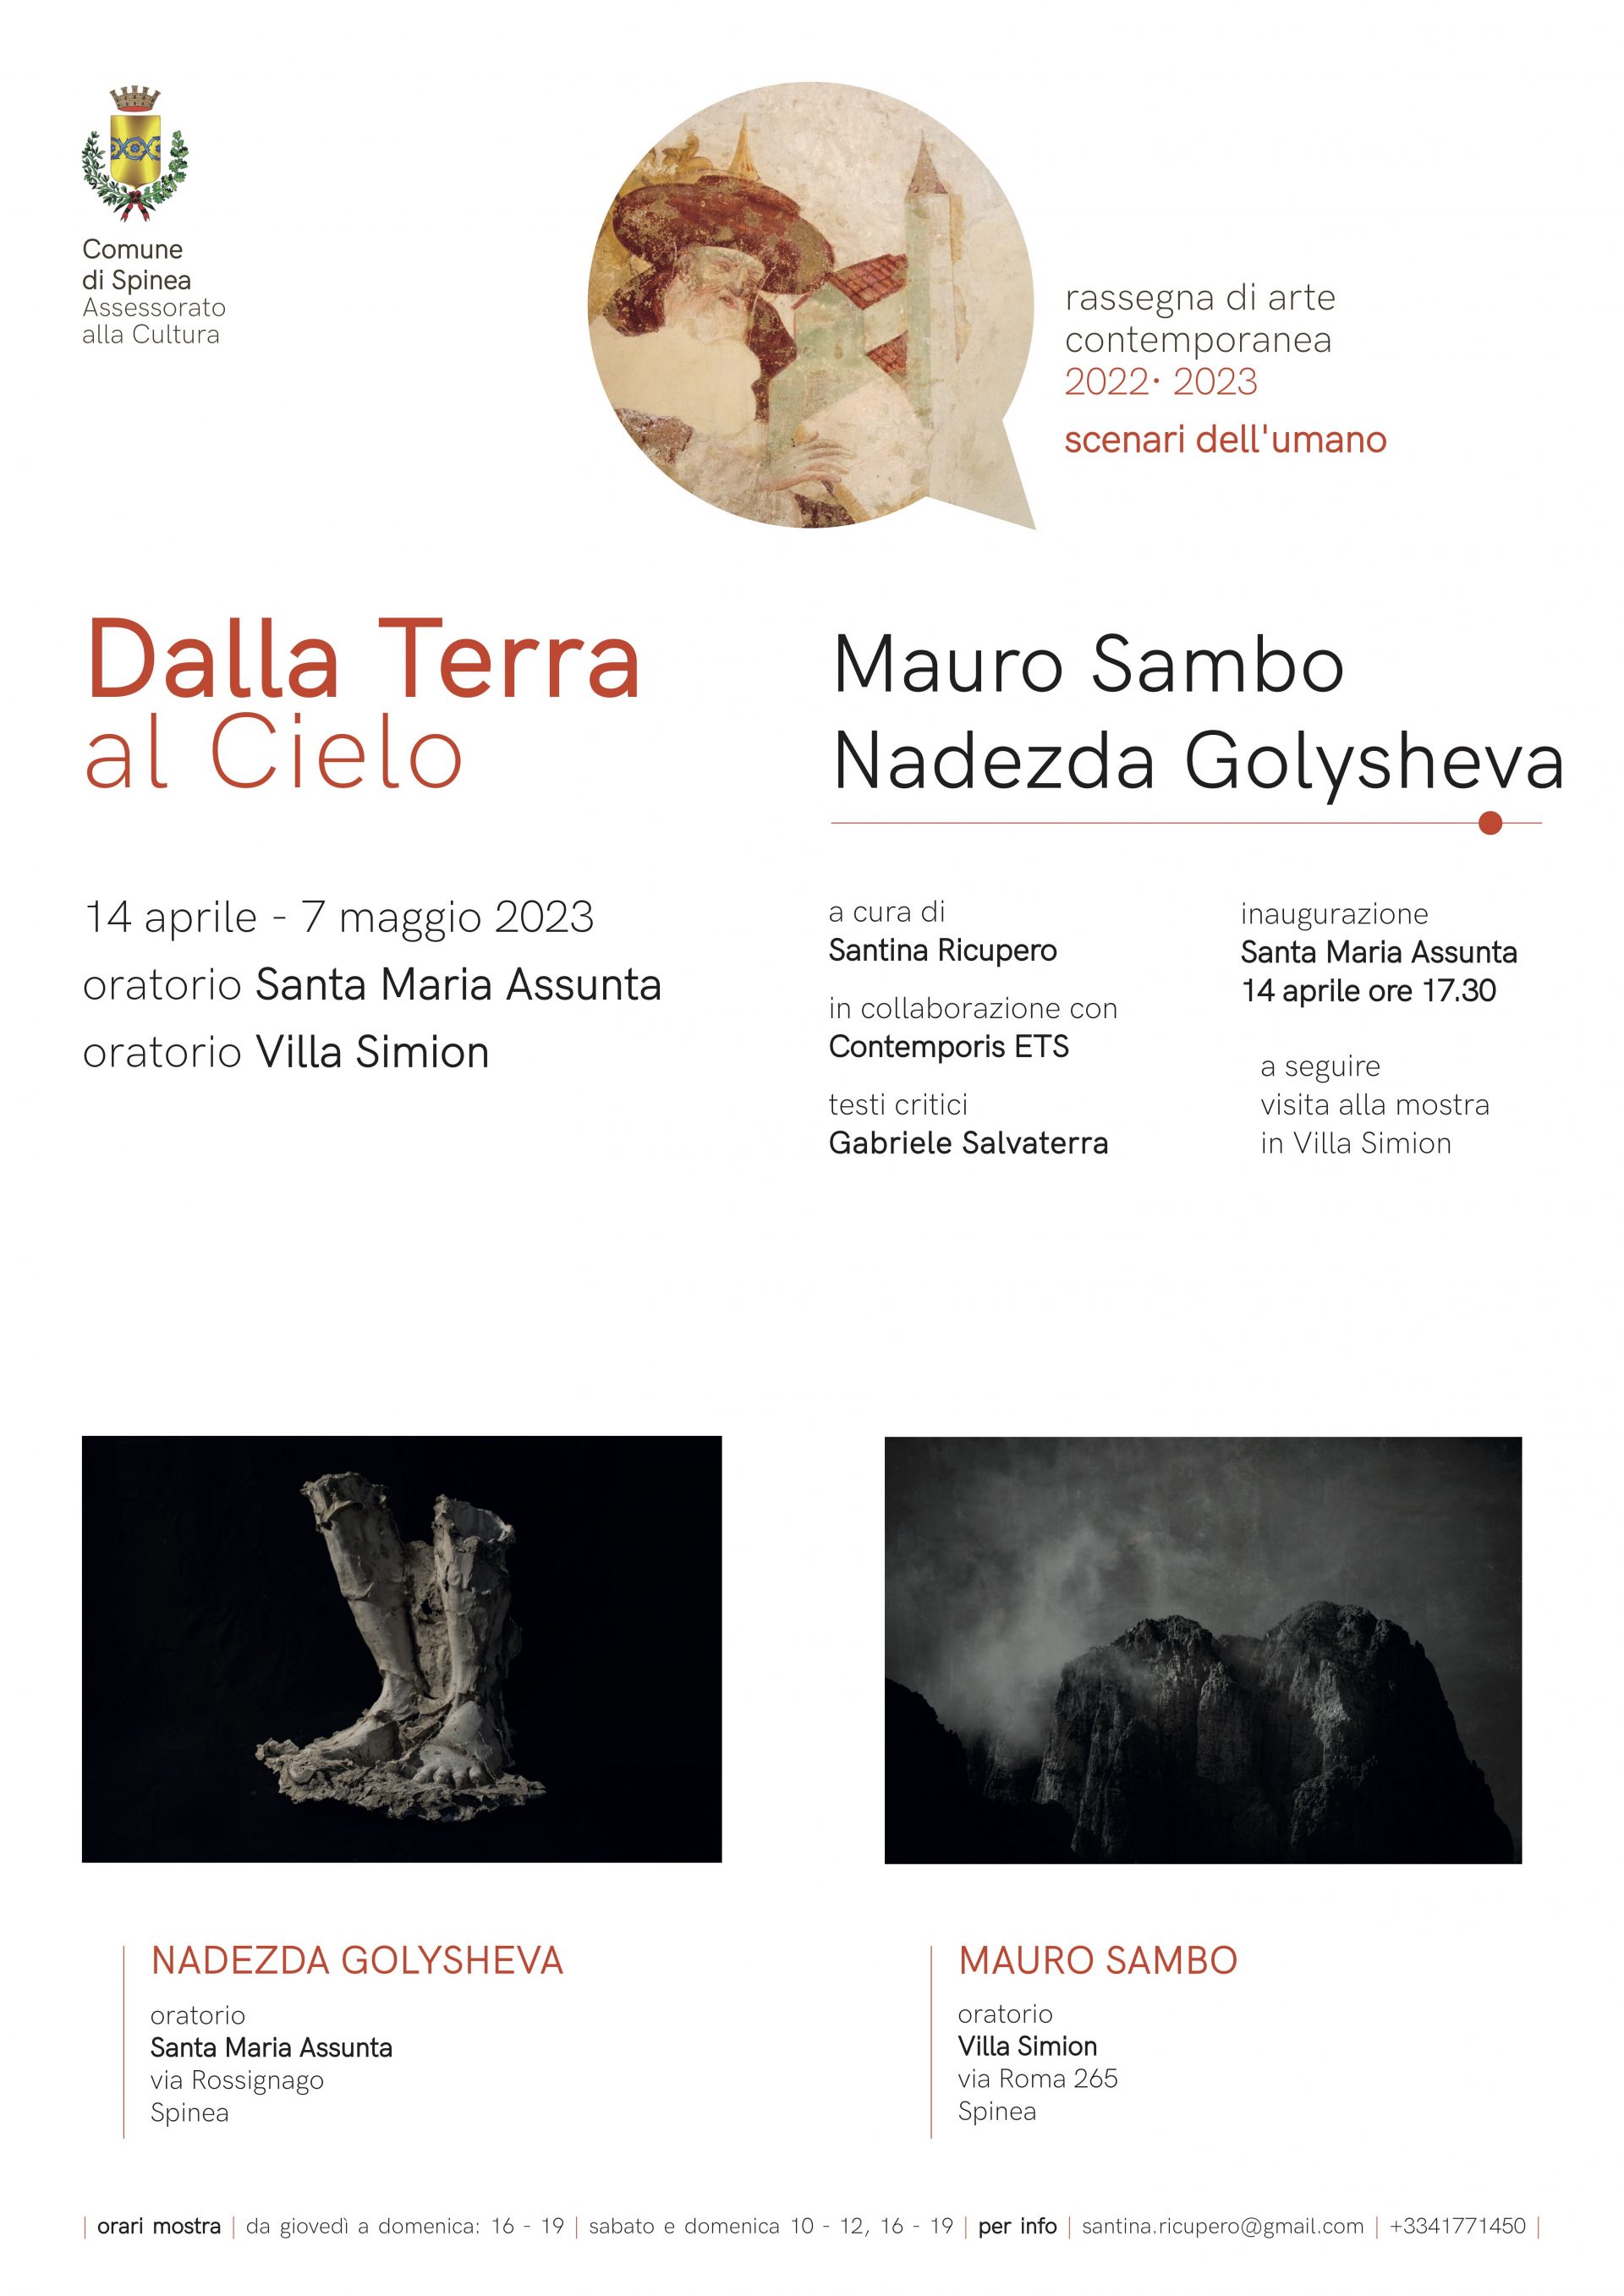 Comune
di Spinea
Assessorato
alla Cultura
rassegna di arte
contemporanea
2022· 2023
scenari dell'umano
Dalla Terra
al Cielo
Mauro Sambo
Nadezda Golysheva
14 aprile - 7 maggio 2023
oratorio Santa Maria Assunta
oratorio Villa Simion
a cura di
Santina Ricupero
in collaborazione con
Contemporis ETS
testi critici
Gabriele Salvaterra
inaugurazione
Santa Maria Assunta
14 aprile ore 17.30
a seguire
visita alla mostra
in Villa Simion
NADEZDA GOLYSHEVA
oratorio
Santa Maria Assunta
via Rossignago
Spinea
MAURO SAMBO
oratorio
Villa Simion
via Roma 265
Spinea
| orari mostra | da giovedì a domenica: 16 - 19 | sabato e domenica 10 - 12, 16 - 19 | per info | santina.ricupero@gmail.com | +3341771450 |